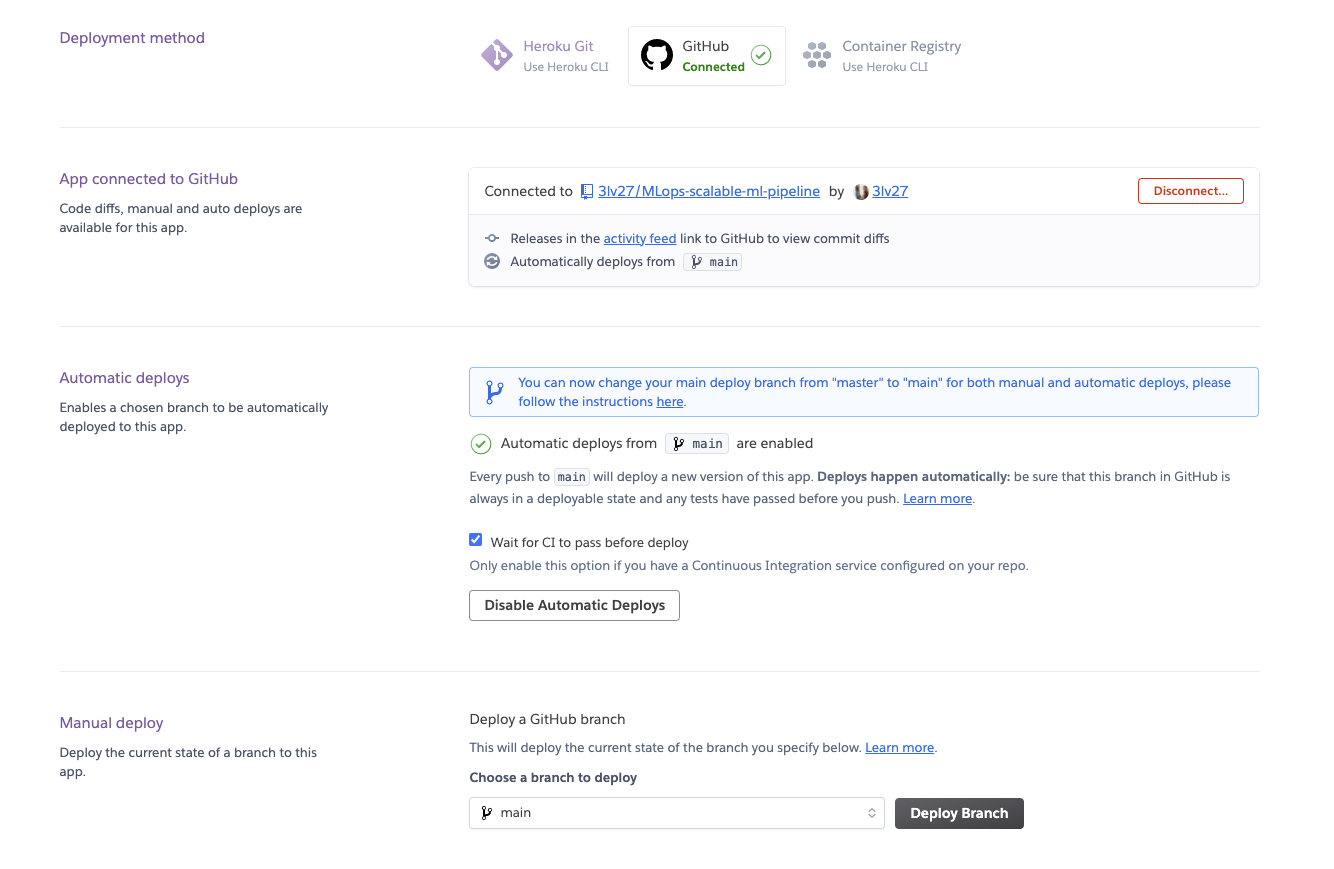 Deployment method
Heroku Git
Use Heroku CLI
GitHub
Connected
Container Registry
Use Heroku CLI
App connected to GitHub
Code diffs, manual and auto deploys are
available for this app.
Connected to 3lv27/MLops-scalable-ml-pipeline by 3lv27
Disconnect...
Releases in the activity feed link to GitHub to view commit diffs
Automatically deploys from main
Automatic deploys
Enables a chosen branch to be automatically
deployed to this app.
You can now change your main deploy branch from "master" to "main" for both manual and automatic deploys, please
follow the instructions here.
Automatic deploys from main are enabled
Every push to main will deploy a new version of this app. Deploys happen automatically: be sure that this branch in GitHub is
always in a deployable state and any tests have passed before you push. Learn more.
Wait for CI to pass before deploy
Only enable this option if you have a Continuous Integration service configured on your repo.
Disable Automatic Deploys
Manual deploy
Deploy the current state of a branch to this
app.
Deploy a GitHub branch
This will deploy the current state of the branch you specify below. Learn more.
Choose a branch to deploy
main
Deploy Branch